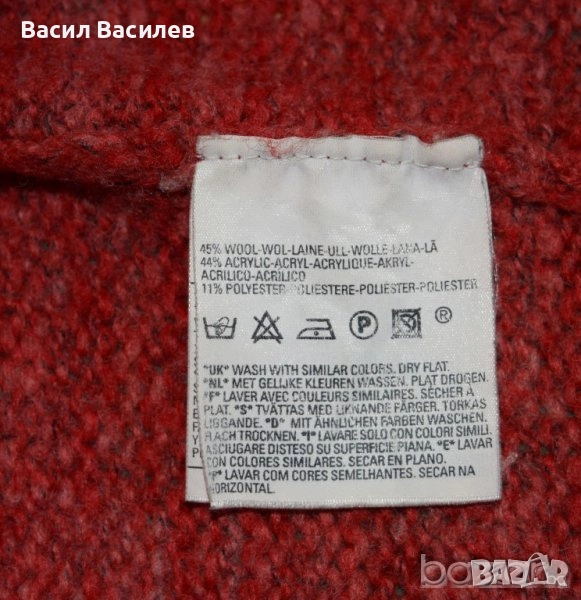 Васил Василев
45% WOOL-WOL-LAINE-ULL-WOLLE-LANA-LÃ
44% ACRYLIC-ACRYL-ACRYLIQUE-AKRYL-
ACRILICO-ACRÍLICO
11% POLYESTER-POLIESTERE-POLIÉSTER-POLIESTER
P ®
"UK" WASH WITH SIMILAR COLORS. DRY FLAT.
"NL" MET GELIJKE KLEUREN WASSEN. PLAT DROGEN.
"F" LAVER AVEC COULEURS SIMILAIRES. SÉCHER À
PLAT. "S" TVÄTTAS MED LIKNANDE FÄRGER. TORKAS
LIGGANDE. "D" MIT ÄHNLICHEN FARBEN WASCHEN.
FLACH TROCKNEN. "I" LAVARE SOLO CON COLORI SIMILI.
ASCIUGARE DISTESO SU SUPERFICIE PIANA. "E" LAVAR
CON COLORES SIMILARES. SECAR EN PLANO.
"P" LAVAR COM CORES SEMELHANTES. SECAR NA
HORIZONTAL.
bazar
BAZAR